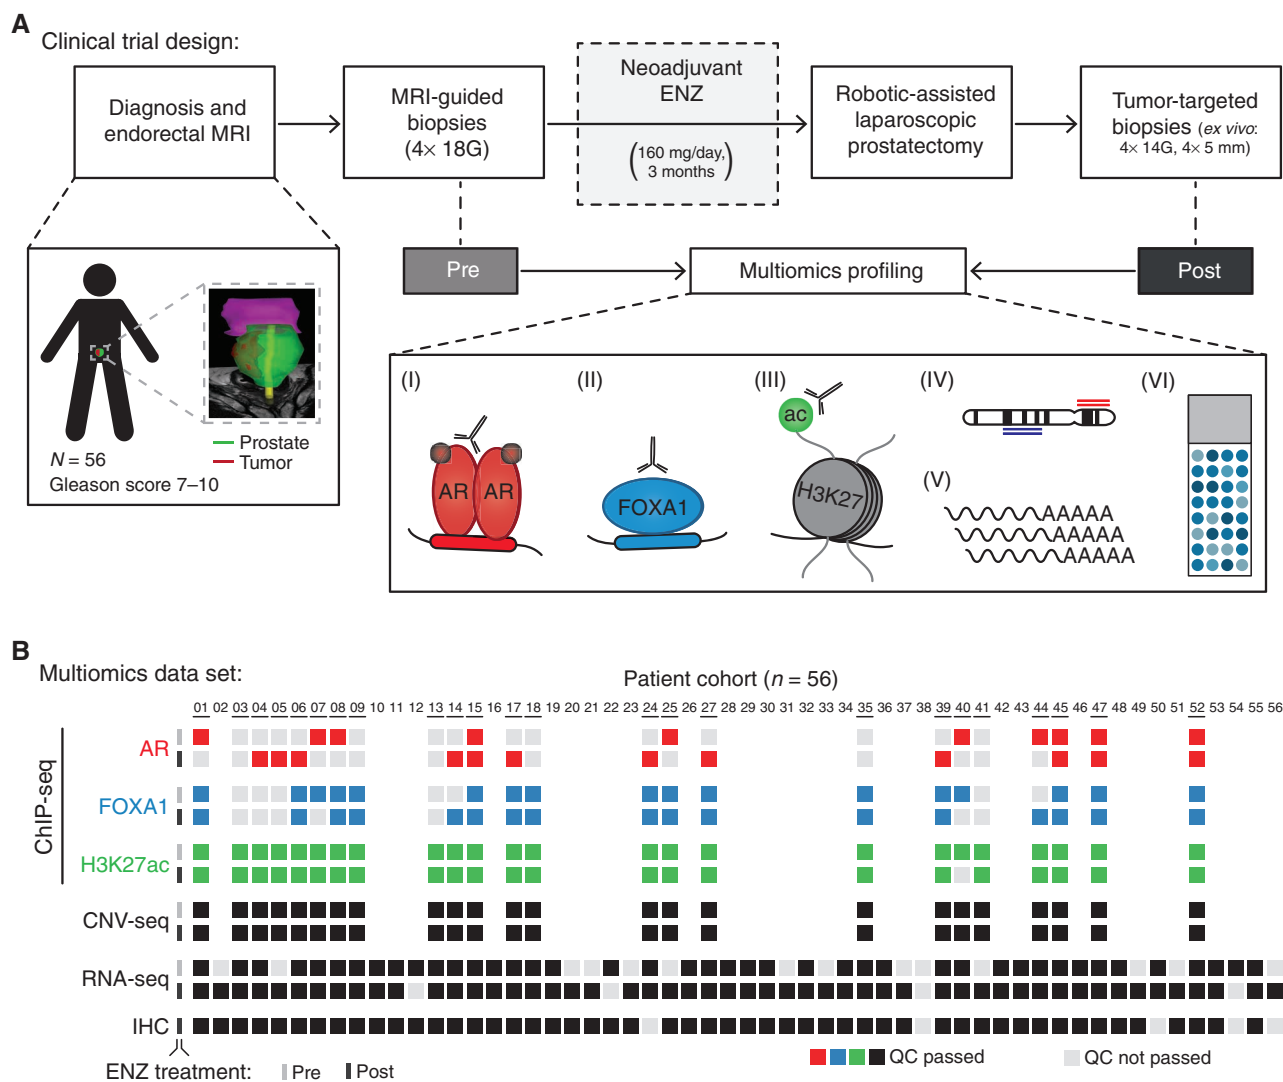 A
Clinical trial design:
Diagnosis and
endorectal MRI
MRI-guided
biopsies
(4× 18G)
Neoadjuvant
ENZ
(160 mg/day,
3 months)
Robotic-assisted
laparoscopic
prostatectomy
Tumor-targeted
biopsies (ex vivo:
4× 14G, 4× 5 mm)
Pre
Multiomics profiling
Post
N = 56
Gleason score 7–10
Prostate
Tumor
(I)
AR
AR
(II)
FOXA1
(III)
ac
H3K27
(IV)
(V)
AAAAA
AAAAA
AAAAA
(VI)
B
Multiomics data set:
Patient cohort (n = 56)
01 02 03 04 05 06 07 08 09 10 11 12 13 14 15 16 17 18 19 20 21 22 23 24 25 26 27 28 29 30 31 32 33 34 35 36 37 38 39 40 41 42 43 44 45 46 47 48 49 50 51 52 53 54 55 56
ChIP-seq
AR
FOXA1
H3K27ac
CNV-seq
RNA-seq
IHC
ENZ treatment:
Pre
Post
QC passed
QC not passed